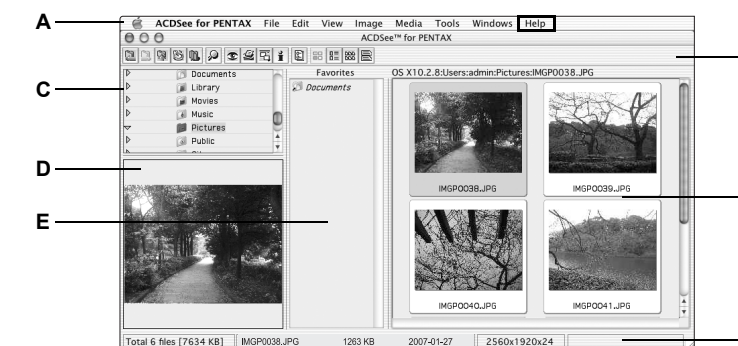 A
ACDSee for PENTAX File Edit View Image Media Tools Windows Help
ACDSee™ for PENTAX
Documents
Library
Movies
Music
Pictures
Public
Favorites
Documents
OS X10.2.8:Users:admin:Pictures:IMGP0038.JPG
C
D
E
IMGP0038.JPG
IMGP0039.JPG
IMGP0040.JPG
IMGP0041.JPG
Total 6 files [7634 KB] IMGP0038.JPG 1263 KB 2007-01-27 2560x1920x24